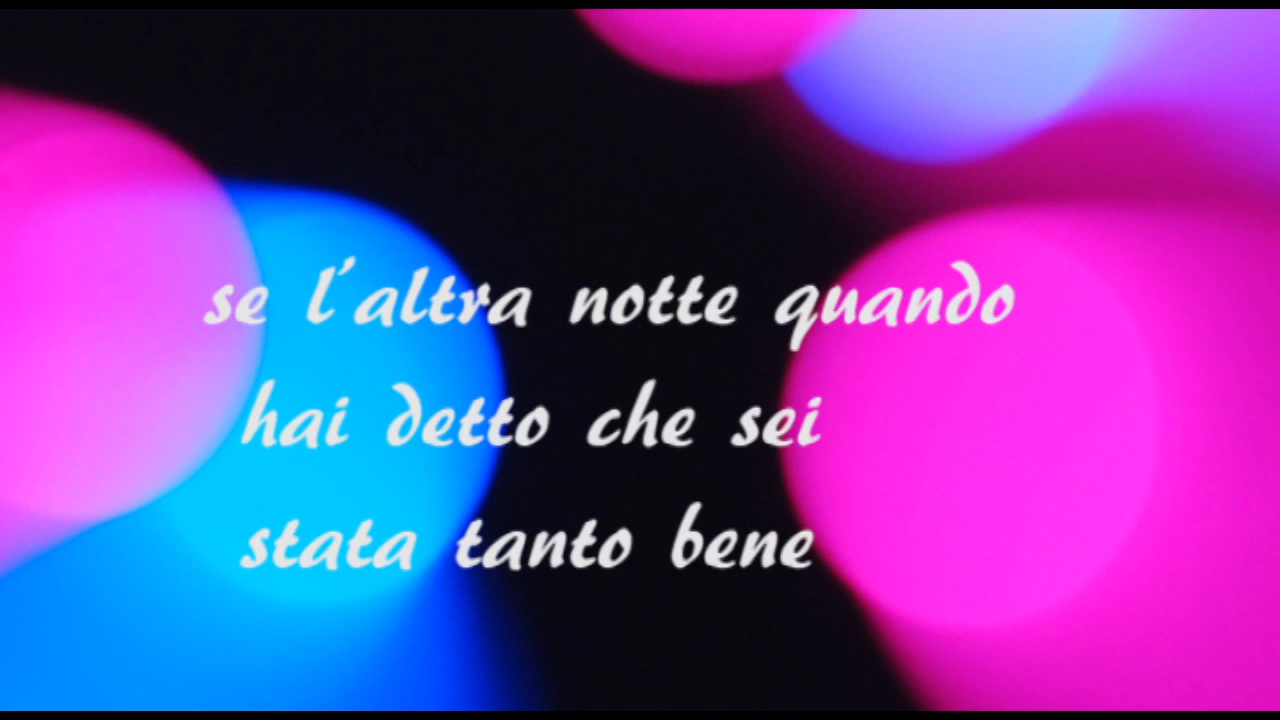 se l'altra notte quando
hai detto che sei
stata tanto bene